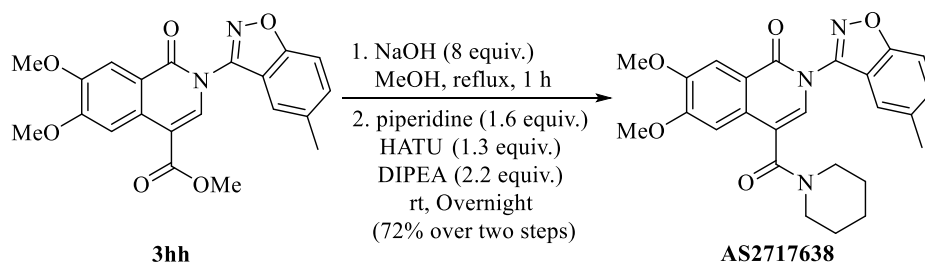 O
N
O
N
MeO
MeO
O
OMe
3hh
1. NaOH (8 equiv.)
MeOH, reflux, 1 h
2. piperidine (1.6 equiv.)
HATU (1.3 equiv.)
DIPEA (2.2 equiv.)
rt, Overnight
(72% over two steps)
O
N
O
N
MeO
MeO
O
N
AS2717638